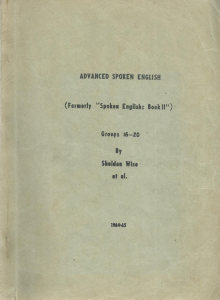 ADVANCED SPOKEN ENGLISH
(Formerly "Spoken English: Book II")
Groups 16-20
By
Sheldon Wise
et al.
1964-65